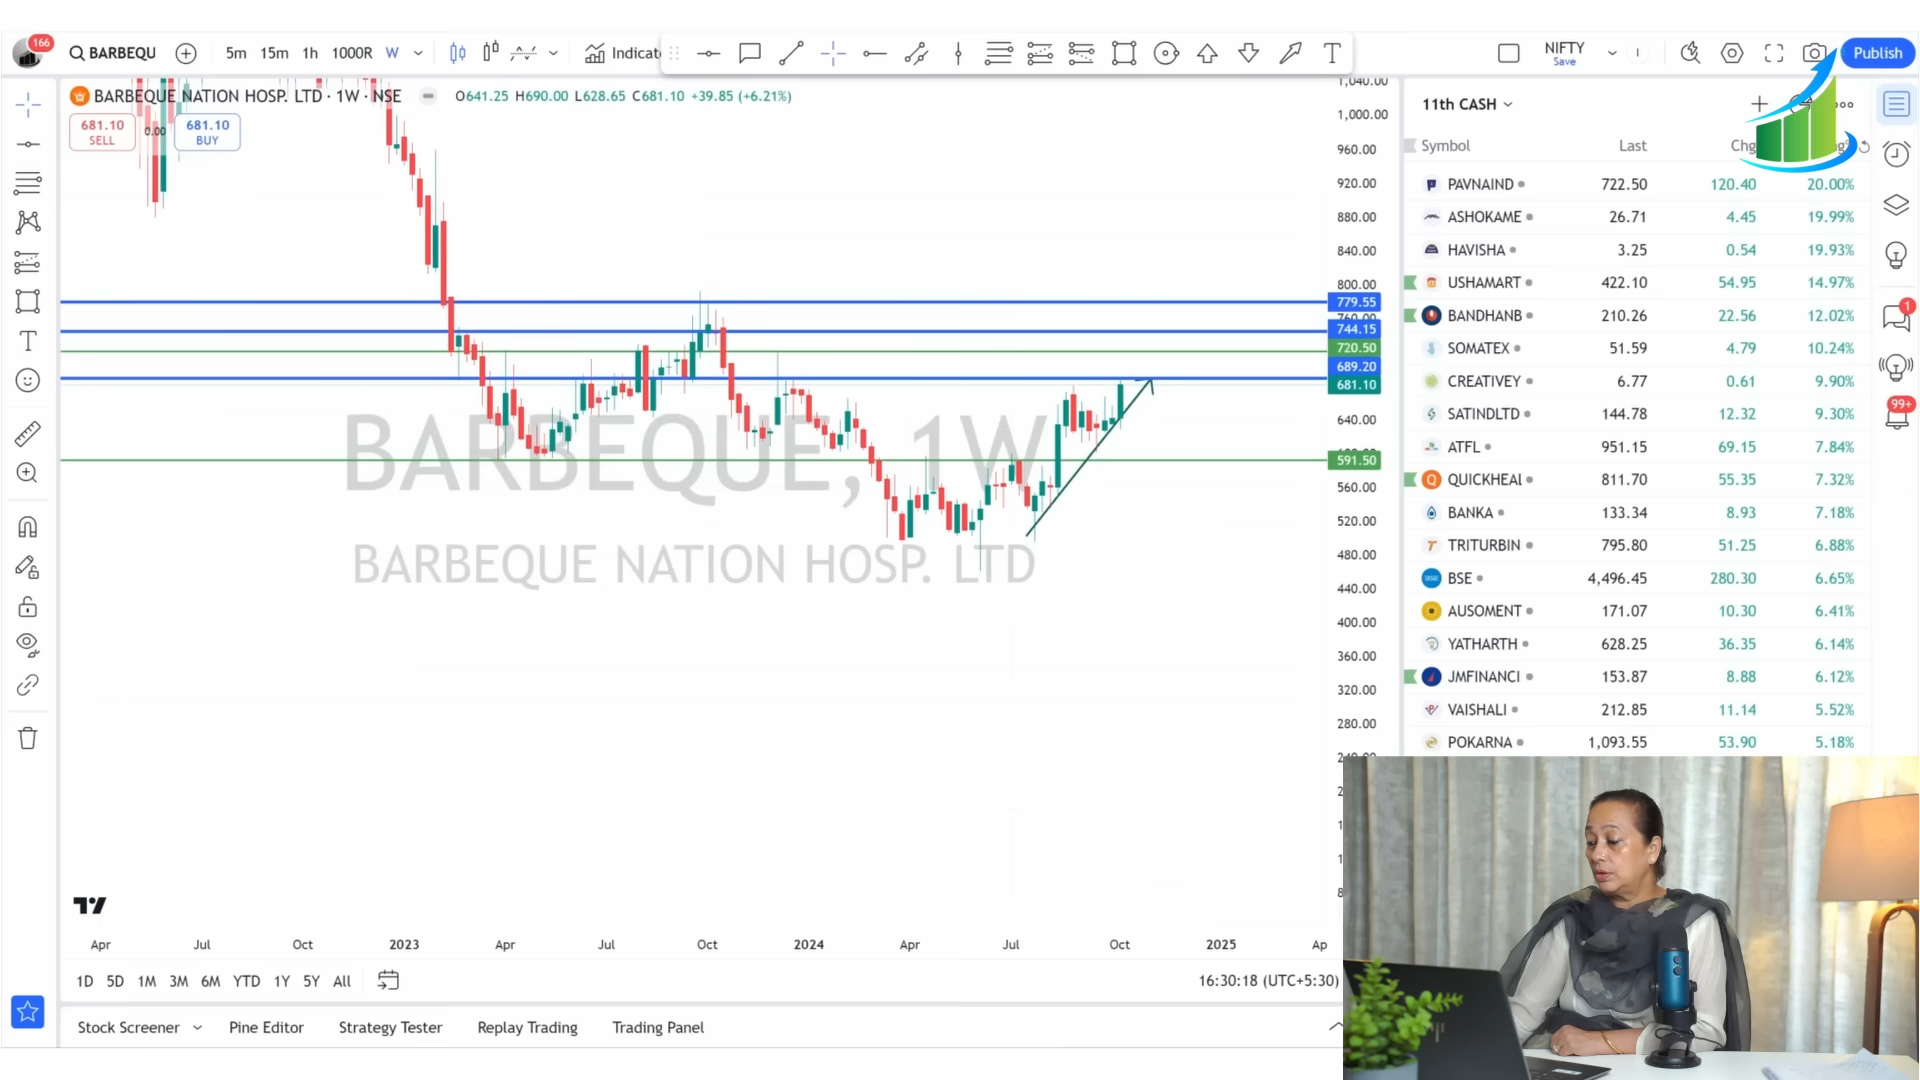 166
BARBEQU
5m 15m 1h 1000R W
Indicat
NIFTY
Save
Publish
BARBEQUE NATION HOSP. LTD · 1W · NSE
O641.25 H690.00 L628.65 C681.10 +39.85 (+6.21%)
681.10
SELL
0.00
681.10
BUY
1,040.00
1,000.00
960.00
920.00
880.00
840.00
800.00
779.55
744.15
720.50
689.20
681.10
640.00
591.50
560.00
520.00
480.00
440.00
400.00
360.00
320.00
280.00
BARBEQUE, 1W
BARBEQUE NATION HOSP. LTD
Apr Jul Oct 2023 Apr Jul Oct 2024 Apr Jul Oct 2025 Ap
1D 5D 1M 3M 6M YTD 1Y 5Y All
16:30:18 (UTC+5:30)
Stock Screener Pine Editor Strategy Tester Replay Trading Trading Panel
11th CASH
Symbol Last Chg
PAVNAIND 722.50 120.40 20.00%
ASHOKAME 26.71 4.45 19.99%
HAVISHA 3.25 0.54 19.93%
USHAMART 422.10 54.95 14.97%
BANDHANB 210.26 22.56 12.02%
SOMATEX 51.59 4.79 10.24%
CREATIVEY 6.77 0.61 9.90%
SATINDLTD 144.78 12.32 9.30%
ATFL 951.15 69.15 7.84%
QUICKHEAL 811.70 55.35 7.32%
BANKA 133.34 8.93 7.18%
TRITURBIN 795.80 51.25 6.88%
BSE 4,496.45 280.30 6.65%
AUSOMENT 171.07 10.30 6.41%
YATHARTH 628.25 36.35 6.14%
JMFINANCI 153.87 8.88 6.12%
VAISHALI 212.85 11.14 5.52%
POKARNA 1,093.55 53.90 5.18%
1
99+